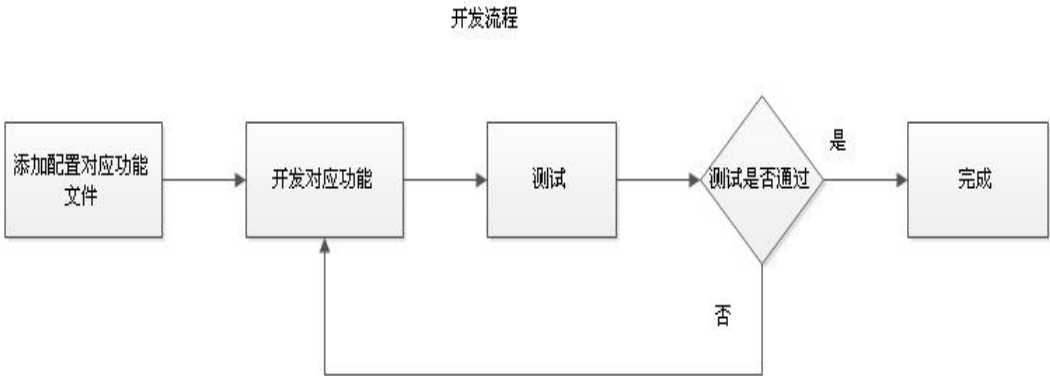 开发流程
添加配置对应功能
文件
开发对应功能
测试
测试是否通过
是
完成
否